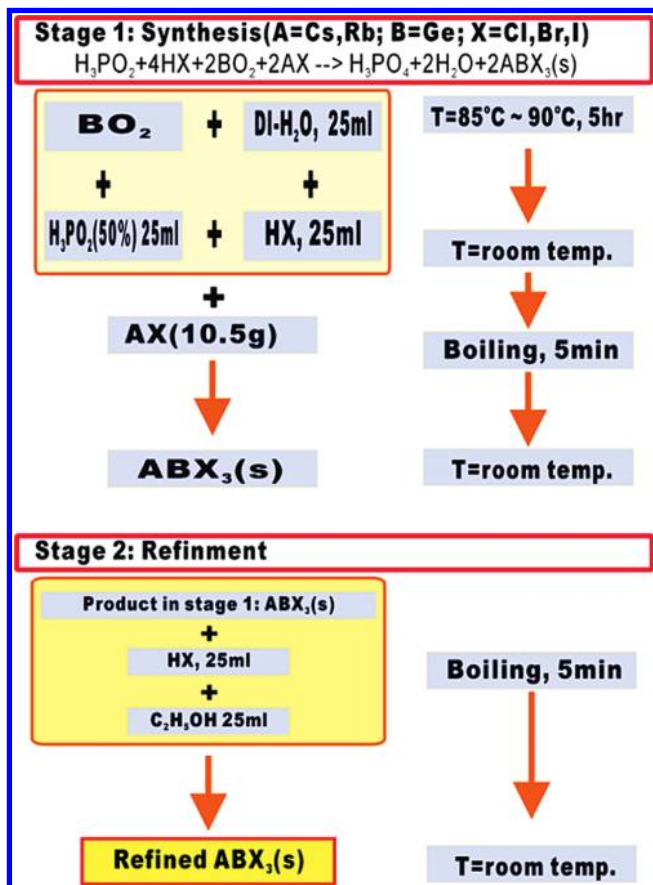 Stage 1: Synthesis(A=Cs,Rb; B=Ge; X=Cl,Br,I)
H₃PO₂+4HX+2BO₂+2AX --> H₃PO₄+2H₂O+2ABX₃(s)
BO₂ + DI-H₂O, 25ml
+ +
H₃PO₂(50%) 25ml + HX, 25ml
+
AX(10.5g)
ABX₃(s)
T=85°C ~ 90°C, 5hr
T=room temp.
Boiling, 5min
T=room temp.
Stage 2: Refinment
Product in stage 1: ABX₃(s)
+
HX, 25ml
+
C₂H₅OH 25ml
Refined ABX₃(s)
Boiling, 5min
T=room temp.